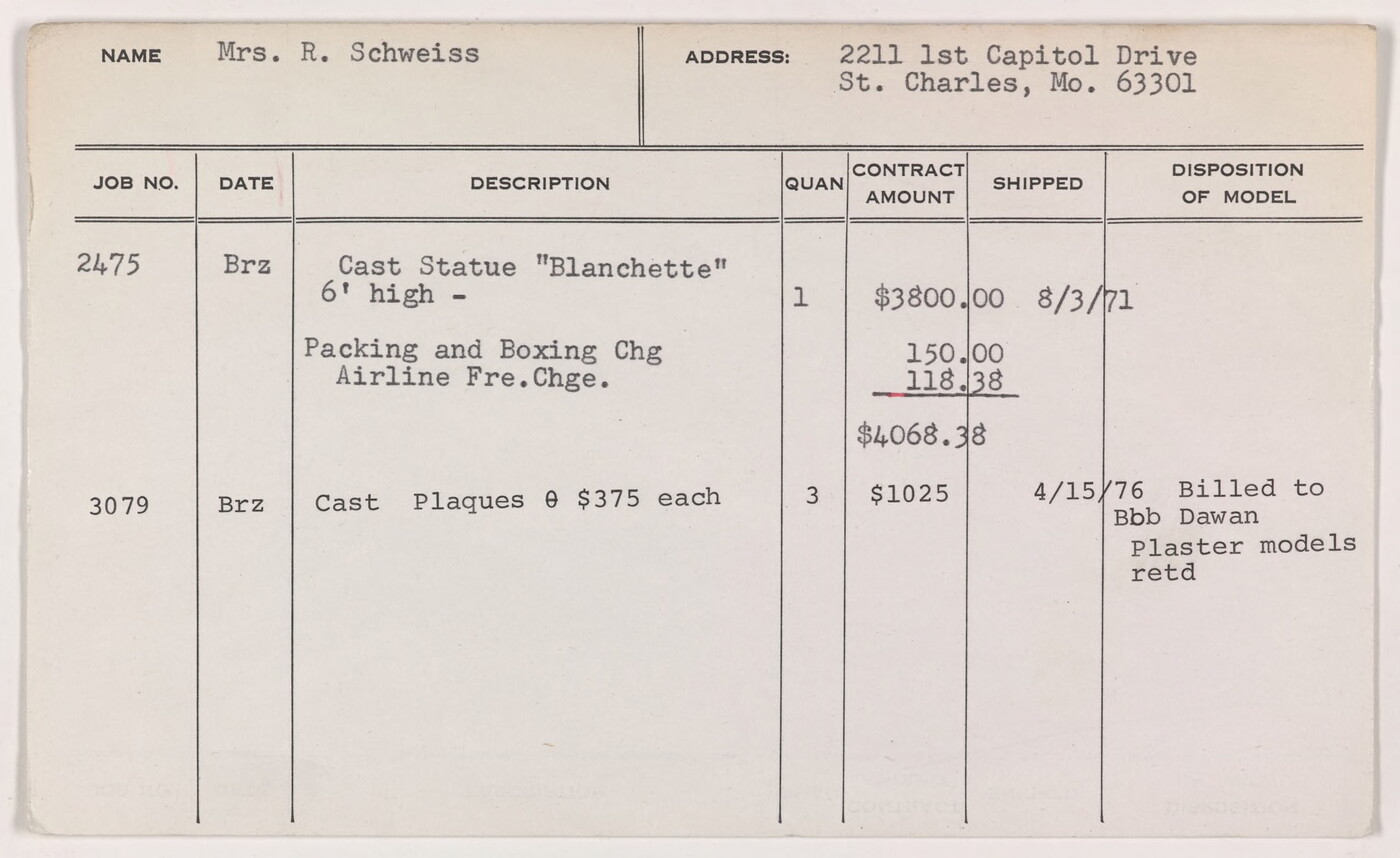 NAME Mrs. R. Schweiss ADDRESS: 2211 1st Capitol Drive
St. Charles, Mo. 63301
JOB NO. DATE DESCRIPTION QUAN CONTRACT AMOUNT SHIPPED DISPOSITION OF MODEL
2475 Brz Cast Statue "Blanchette"
6' high - 1 $3800.00 8/3/71
Packing and Boxing Chg 150.00
Airline Fre.Chge. 118.38
$4068.38
3079 Brz Cast Plaques @ $375 each 3 $1025 4/15/76 Billed to
Bbb Dawan
Plaster models
retd